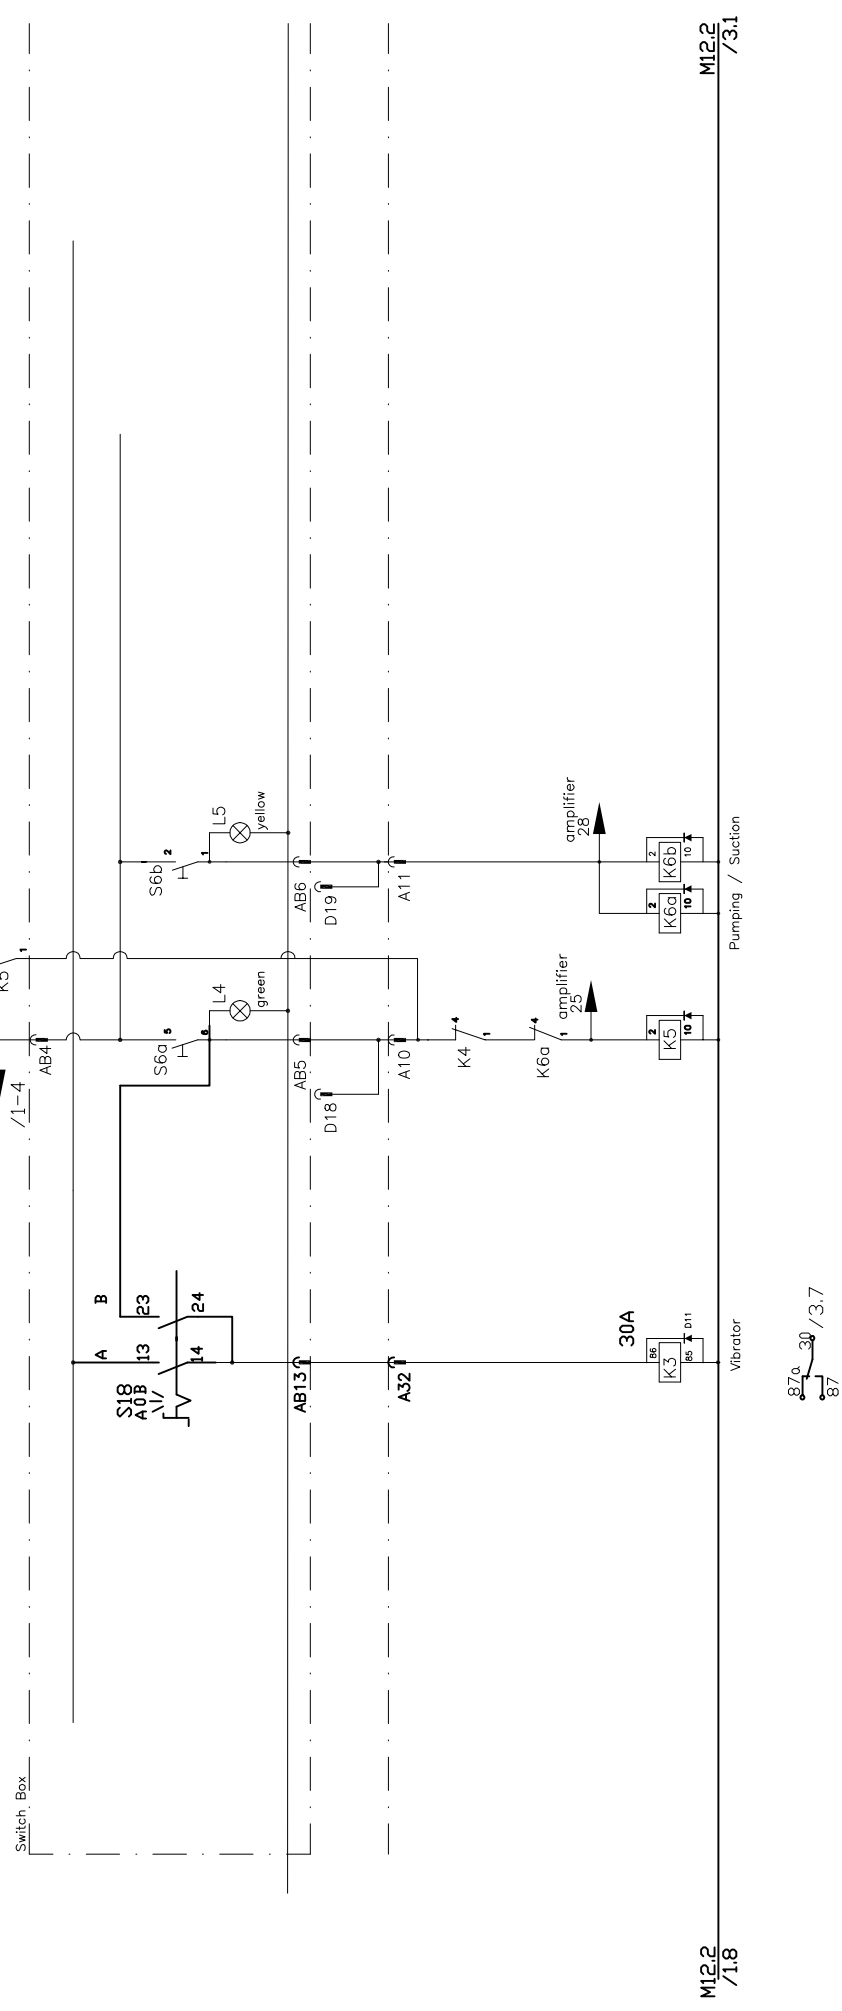 Switch Box
M12.2
/1.8
S18
A 0 B
A
13
14
B
23
24
AB13
A32
30A
86
K3
85
D11
Vibrator
87a
30
87
/3.7
/1-4
AB4
S6a
5
6
L4
green
AB5
D18
A10
K4
4
1
K6a
4
1
amplifier
25
2
K5
10
K5
1
S6b
2
1
L5
yellow
AB6
D19
A11
amplifier
28
2
K6a
10
2
K6b
10
Pumping / Suction
M12.2
/3.1